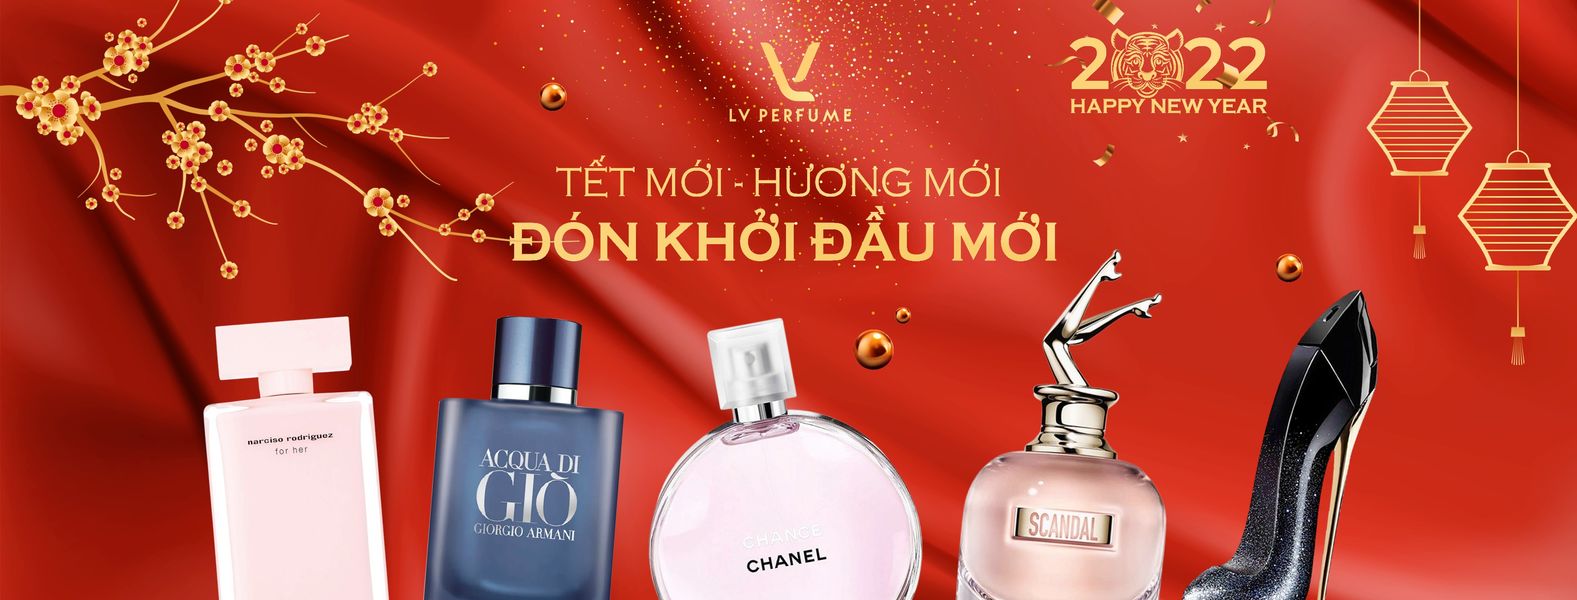 LV PERFUME
2022
HAPPY NEW YEAR
TẾT MỚI - HƯƠNG MỚI
ĐÓN KHỞI ĐẦU MỚI
narciso rodriguez
for her
ACQUA DI
GIÒ
GIORGIO ARMANI
CHANCE
CHANEL
SCANDAL